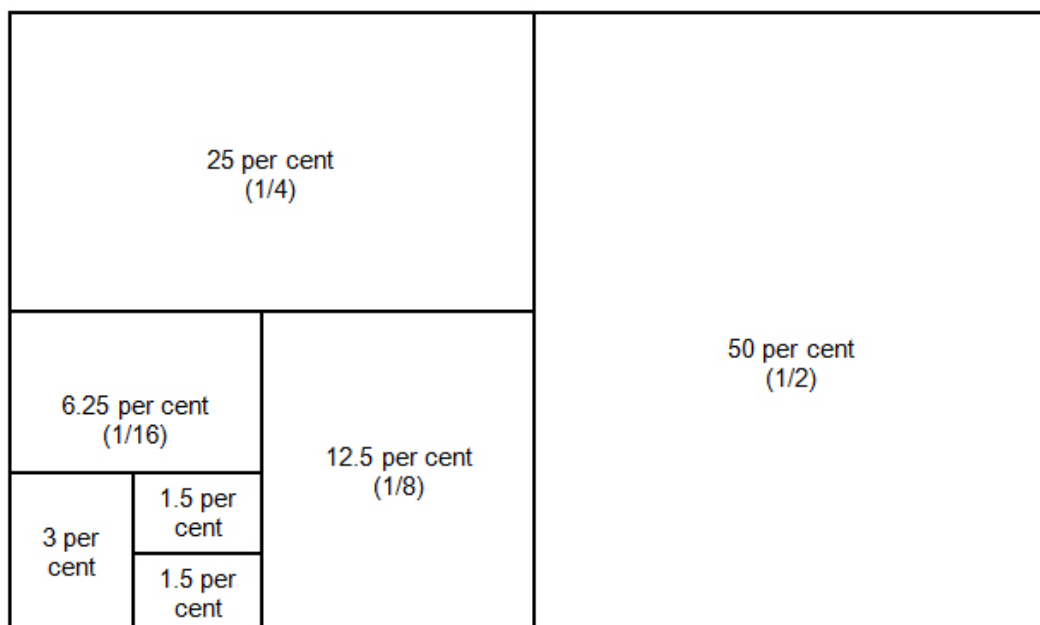 25 per cent
(1/4)
50 per cent
(1/2)
6.25 per cent
(1/16)
12.5 per cent
(1/8)
3 per
cent
1.5 per
cent
1.5 per
cent